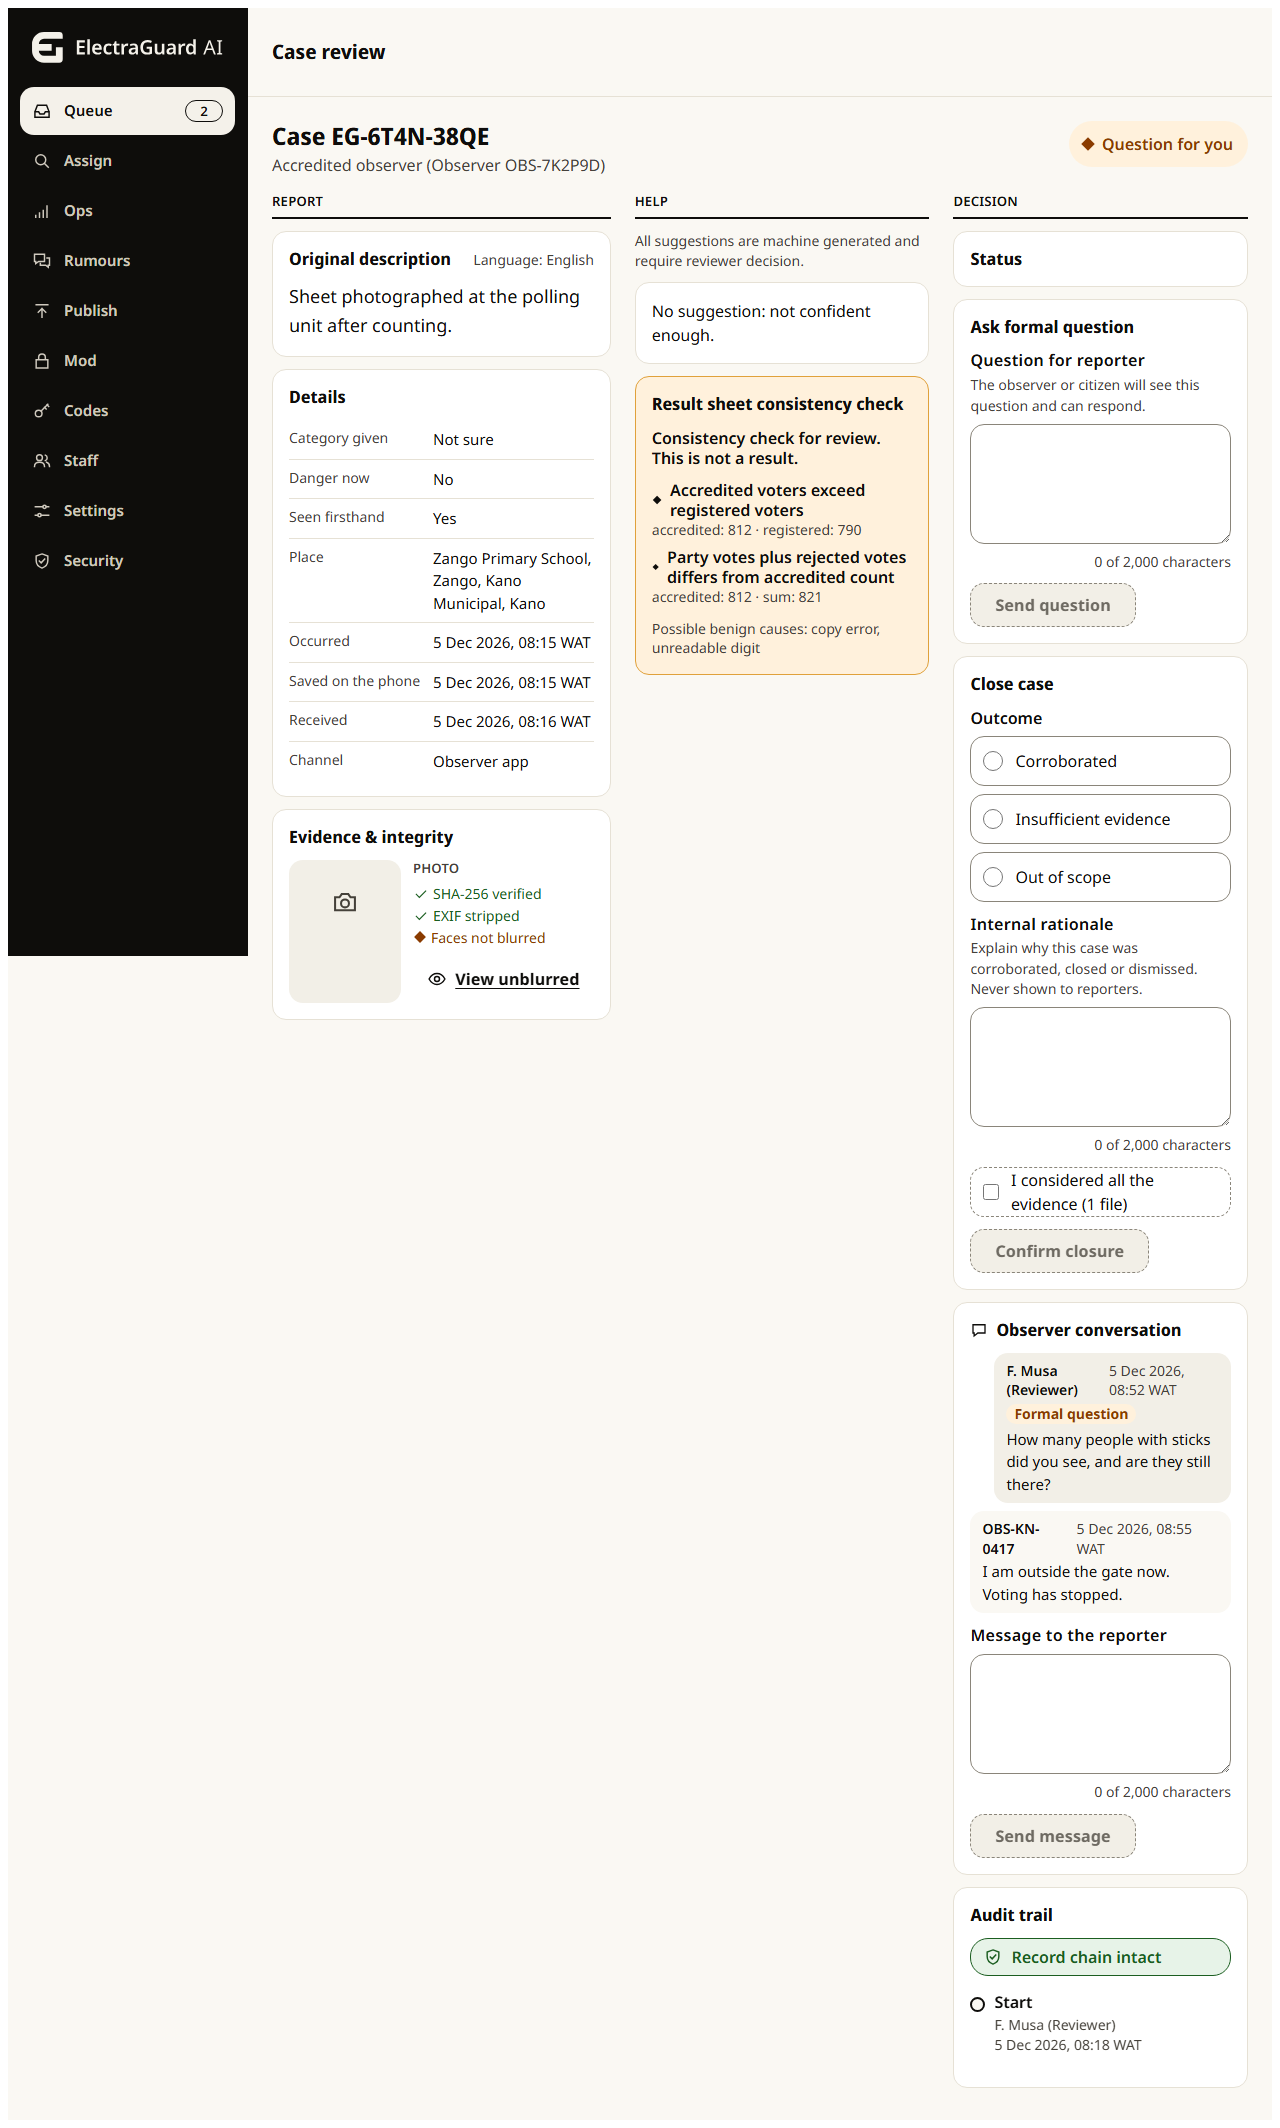 ElectraGuard AI
Queue 2
Assign
Ops
Rumours
Publish
Mod
Codes
Staff
Settings
Security
Case review
Case EG-6T4N-38QE
Accredited observer (Observer OBS-7K2P9D)
Question for you
REPORT
Original description Language: English
Sheet photographed at the polling
unit after counting.
Details
Category given Not sure
Danger now No
Seen firsthand Yes
Place Zango Primary School,
Zango, Kano
Municipal, Kano
Occurred 5 Dec 2026, 08:15 WAT
Saved on the phone 5 Dec 2026, 08:15 WAT
Received 5 Dec 2026, 08:16 WAT
Channel Observer app
Evidence & integrity
PHOTO
SHA-256 verified
EXIF stripped
Faces not blurred
View unblurred
HELP
All suggestions are machine generated and
require reviewer decision.
No suggestion: not confident
enough.
Result sheet consistency check
Consistency check for review.
This is not a result.
Accredited voters exceed
registered voters
accredited: 812 · registered: 790
Party votes plus rejected votes
differs from accredited count
accredited: 812 · sum: 821
Possible benign causes: copy error,
unreadable digit
DECISION
Status
Ask formal question
Question for reporter
The observer or citizen will see this
question and can respond.
0 of 2,000 characters
Send question
Close case
Outcome
Corroborated
Insufficient evidence
Out of scope
Internal rationale
Explain why this case was
corroborated, closed or dismissed.
Never shown to reporters.
0 of 2,000 characters
I considered all the
evidence (1 file)
Confirm closure
Observer conversation
F. Musa 5 Dec 2026,
(Reviewer) 08:52 WAT
Formal question
How many people with sticks
did you see, and are they still
there?
OBS-KN- 5 Dec 2026, 08:55
0417 WAT
I am outside the gate now.
Voting has stopped.
Message to the reporter
0 of 2,000 characters
Send message
Audit trail
Record chain intact
Start
F. Musa (Reviewer)
5 Dec 2026, 08:18 WAT